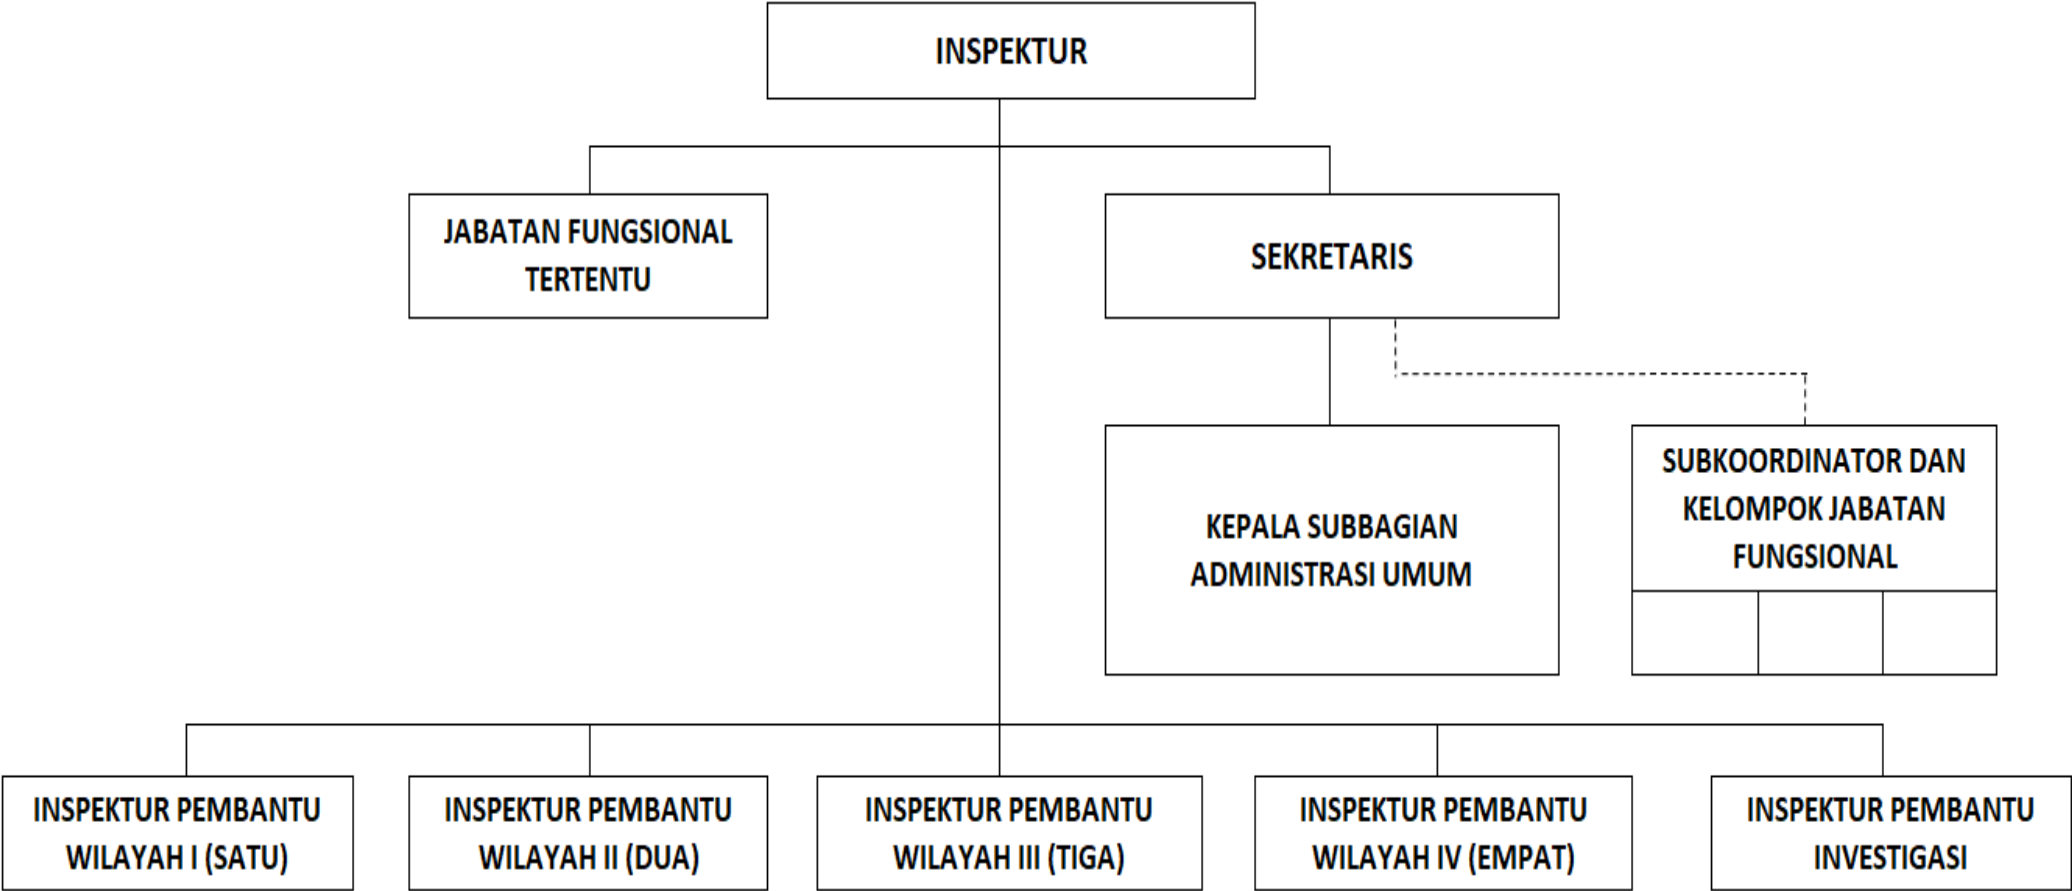 INSPEKTUR
JABATAN FUNGSIONAL
TERTENTU
SEKRETARIS
KEPALA SUBBAGIAN
ADMINISTRASI UMUM
SUBKOORDINATOR DAN
KELOMPOK JABATAN
FUNGSIONAL
INSPEKTUR PEMBANTU
WILAYAH I (SATU)
INSPEKTUR PEMBANTU
WILAYAH II (DUA)
INSPEKTUR PEMBANTU
WILAYAH III (TIGA)
INSPEKTUR PEMBANTU
WILAYAH IV (EMPAT)
INSPEKTUR PEMBANTU
INVESTIGASI